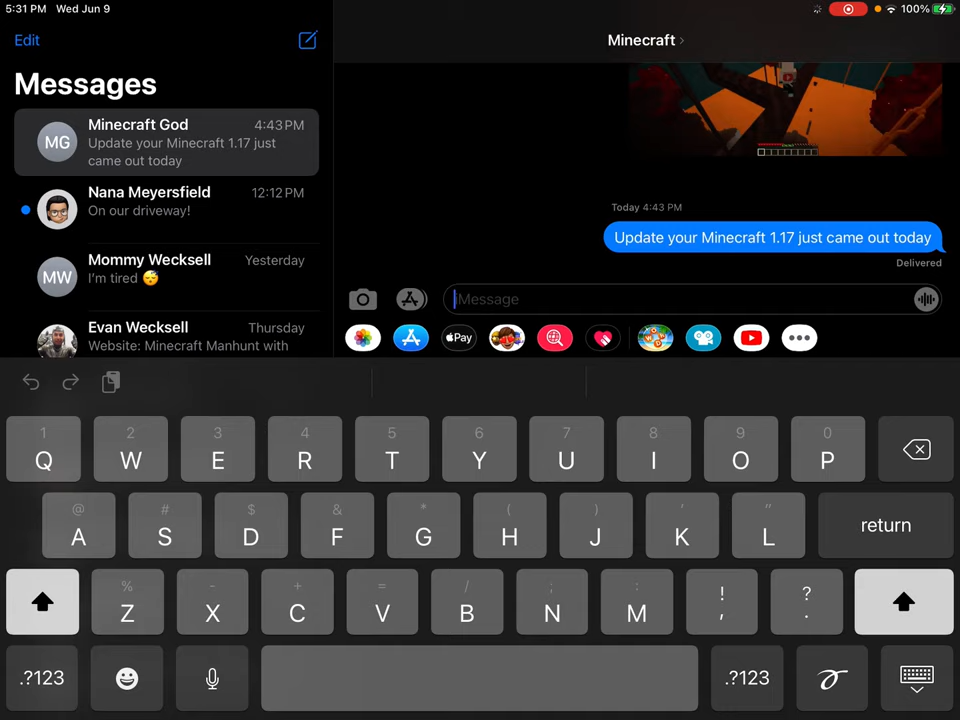 5:31 PM Wed Jun 9
100%
Edit
Messages
MG
Minecraft God 4:43 PM
Update your Minecraft 1.17 just
came out today
Nana Meyersfield 12:12 PM
On our driveway!
MW
Mommy Wecksell Yesterday
I'm tired 😴
Evan Wecksell Thursday
Website: Minecraft Manhunt with
Minecraft ›
Today 4:43 PM
Update your Minecraft 1.17 just came out today
Delivered
iMessage
Pay
1 2 3 4 5 6 7 8 9 0
Q W E R T Y U I O P
@ # $ & * ( ) ' "
A S D F G H J K L return
% - + = / ; : ! ?
Z X C V B N M , .
.?123 .?123